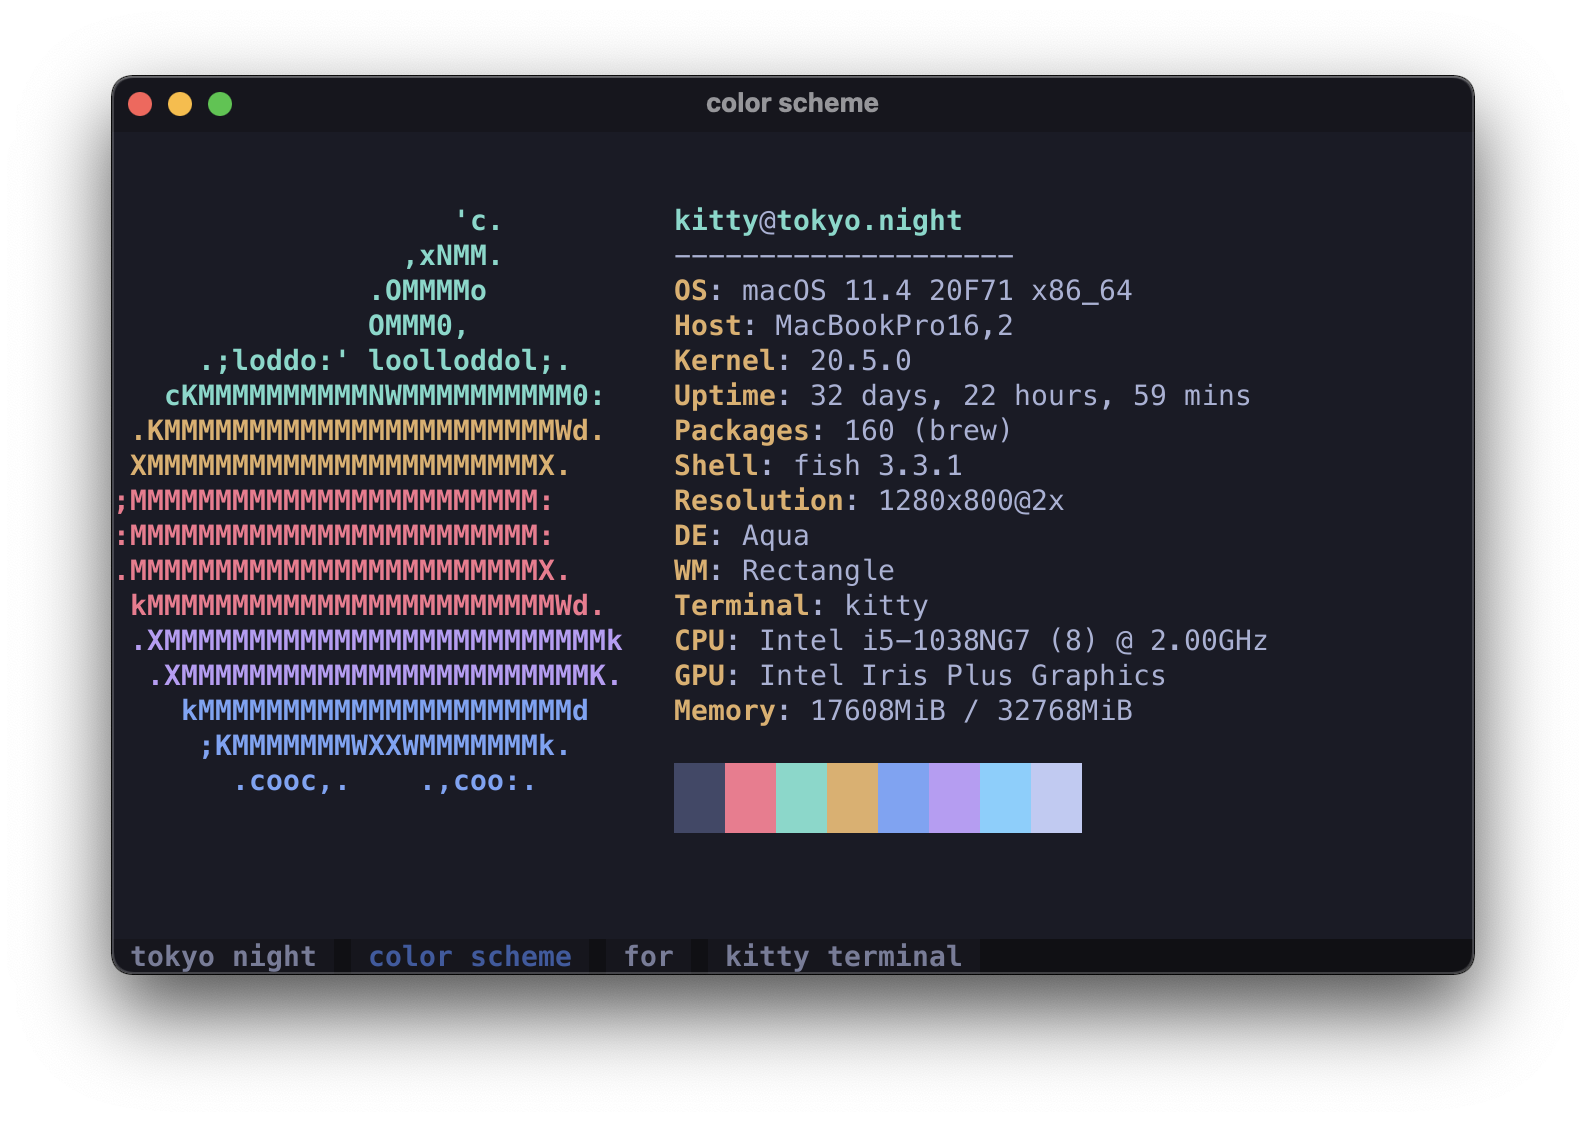 color scheme
'c.
,xNMM.
.OMMMMo
OMMM0,
.;loddo:' loolloddol;.
cKMMMMMMMMMMNWMMMMMMMMMM0:
.KMMMMMMMMMMMMMMMMMMMMMMMWd.
XMMMMMMMMMMMMMMMMMMMMMMMX.
;MMMMMMMMMMMMMMMMMMMMMMMM:
:MMMMMMMMMMMMMMMMMMMMMMMM:
.MMMMMMMMMMMMMMMMMMMMMMMMX.
kMMMMMMMMMMMMMMMMMMMMMMMMWd.
.XMMMMMMMMMMMMMMMMMMMMMMMMMMk
.XMMMMMMMMMMMMMMMMMMMMMMMMK.
kMMMMMMMMMMMMMMMMMMMMMMd
;KMMMMMMMWXXWMMMMMMMk.
.cooc,. .,coo:.
kitty@tokyo.night
--------------------
OS: macOS 11.4 20F71 x86_64
Host: MacBookPro16,2
Kernel: 20.5.0
Uptime: 32 days, 22 hours, 59 mins
Packages: 160 (brew)
Shell: fish 3.3.1
Resolution: 1280x800@2x
DE: Aqua
WM: Rectangle
Terminal: kitty
CPU: Intel i5-1038NG7 (8) @ 2.00GHz
GPU: Intel Iris Plus Graphics
Memory: 17608MiB / 32768MiB
tokyo night color scheme for kitty terminal